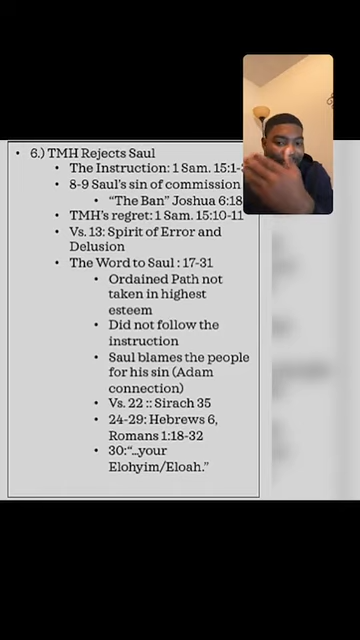 • 6.) TMH Rejects Saul
• The Instruction: 1 Sam. 15:1-
• 8-9 Saul's sin of commission
• "The Ban" Joshua 6:18
• TMH's regret: 1 Sam. 15:10-11
• Vs. 13: Spirit of Error and
Delusion
• The Word to Saul : 17-31
• Ordained Path not
taken in highest
esteem
• Did not follow the
instruction
• Saul blames the people
for his sin (Adam
connection)
• Vs. 22 :: Sirach 35
• 24-29: Hebrews 6,
Romans 1:18-32
• 30:"...your
Elohyim/Eloah."